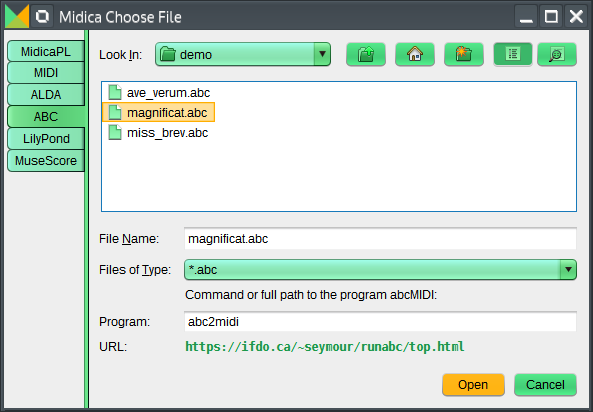 Midica Choose File
MidicaPL
MIDI
ALDA
ABC
LilyPond
MuseScore
Look In:
demo
ave_verum.abc
magnificat.abc
miss_brev.abc
File Name:
magnificat.abc
Files of Type:
*.abc
Command or full path to the program abcMIDI:
Program:
abc2midi
URL:
https://ifdo.ca/~seymour/runabc/top.html
Open
Cancel